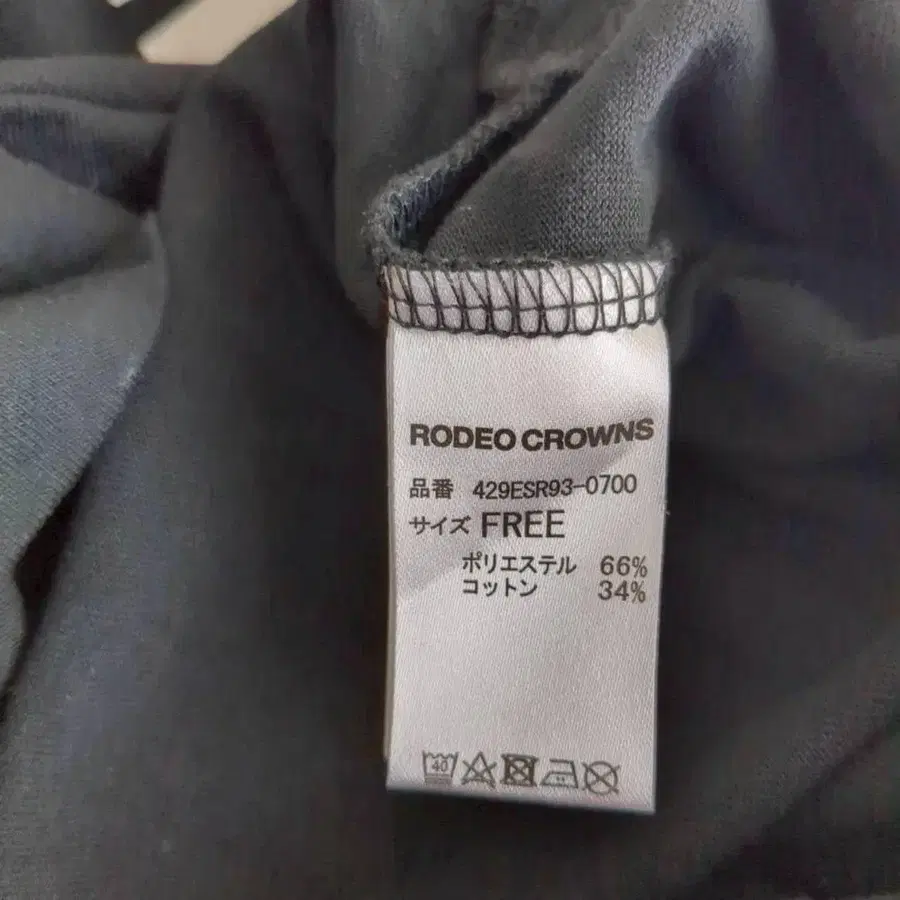 RODEO CROWNS
品番 429ESR93-0700
サイズ FREE
ポリエステル 66%
コットン 34%
40